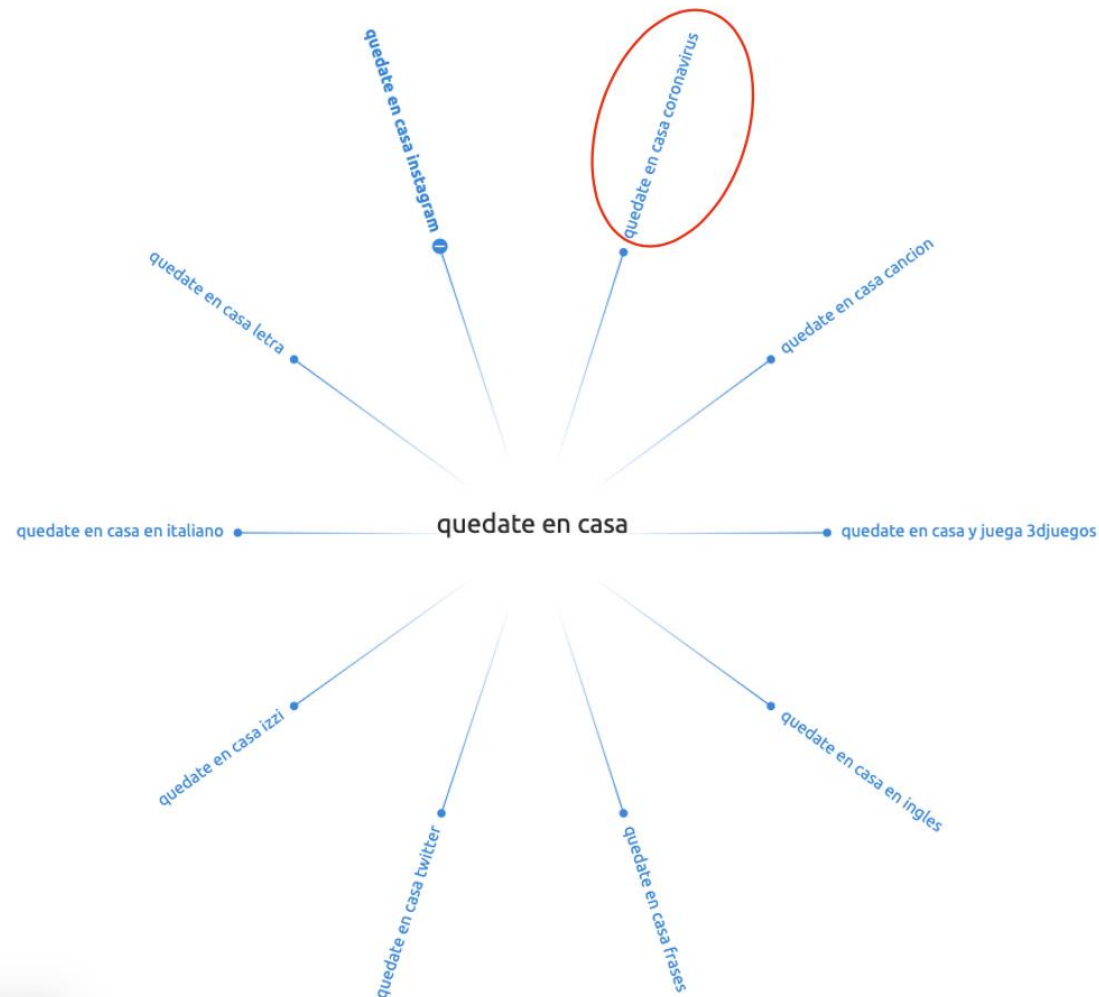 quedate en casa instagram
quedate en casa coronavirus
quedate en casa letra
quedate en casa cancion
quedate en casa en italiano
quedate en casa
quedate en casa y juega 3djuegos
quedate en casa izzi
quedate en casa en ingles
quedate en casa twitter
quedate en casa frases